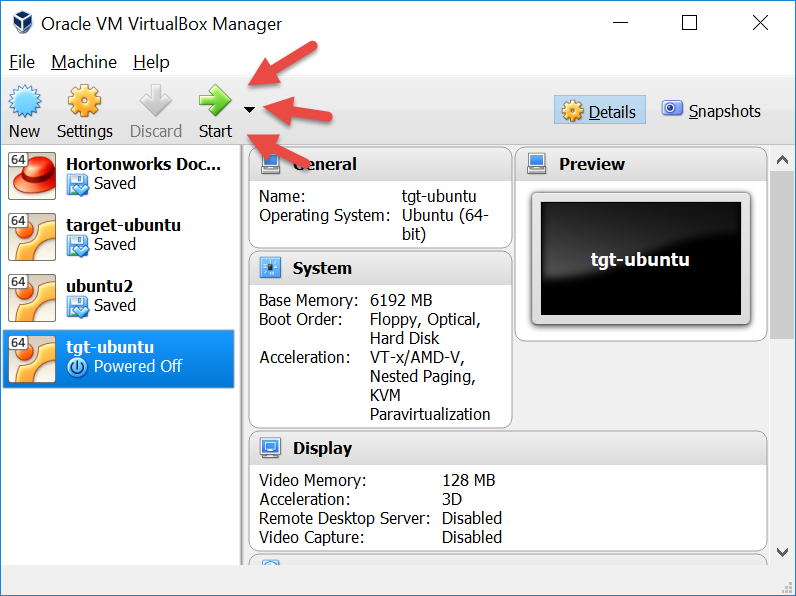 Oracle VM VirtualBox Manager
File Machine Help
New Settings Discard Start
Details Snapshots
64
Hortonworks Doc...
Saved
64
target-ubuntu
Saved
64
ubuntu2
Saved
64
tgt-ubuntu
Powered Off
General
Name: tgt-ubuntu
Operating System: Ubuntu (64-
bit)
System
Base Memory: 6192 MB
Boot Order: Floppy, Optical,
Hard Disk
Acceleration: VT-x/AMD-V,
Nested Paging,
KVM
Paravirtualization
Preview
tgt-ubuntu
Display
Video Memory: 128 MB
Acceleration: 3D
Remote Desktop Server: Disabled
Video Capture: Disabled